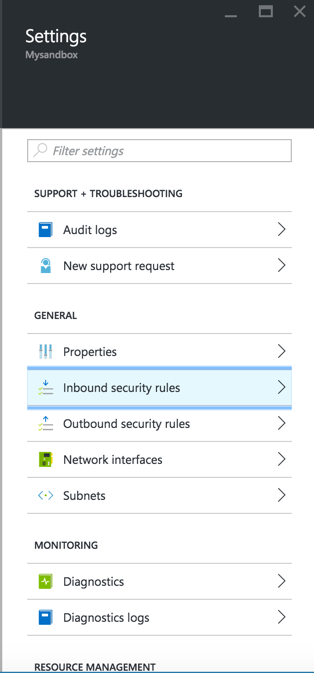 Settings
Mysandbox
Filter settings
SUPPORT + TROUBLESHOOTING
Audit logs
New support request
GENERAL
Properties
Inbound security rules
Outbound security rules
Network interfaces
Subnets
MONITORING
Diagnostics
Diagnostics logs
RESOURCE MANAGEMENT